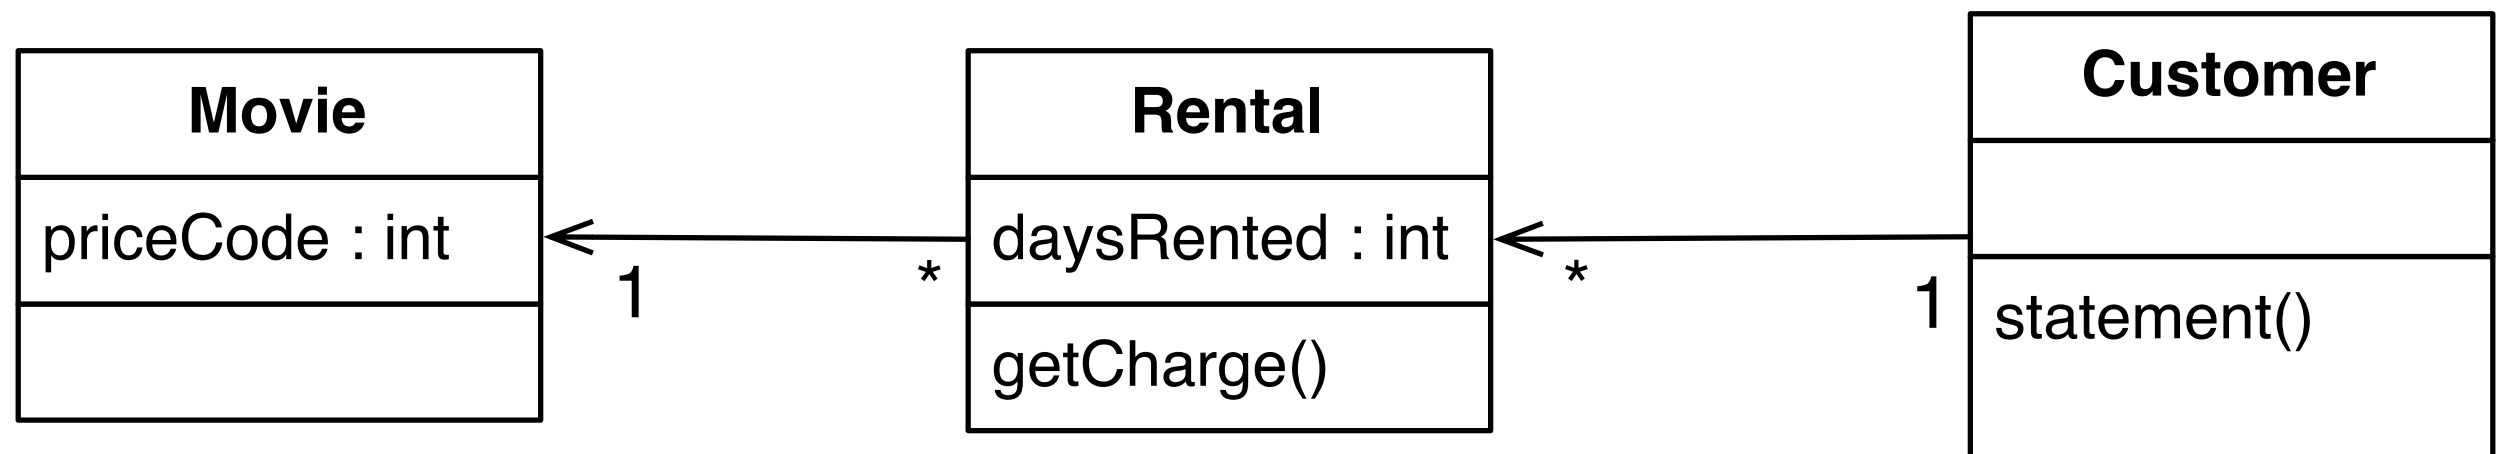 Movie
priceCode : int
1
*
Rental
daysRented : int
getCharge()
*
1
Customer
statement()